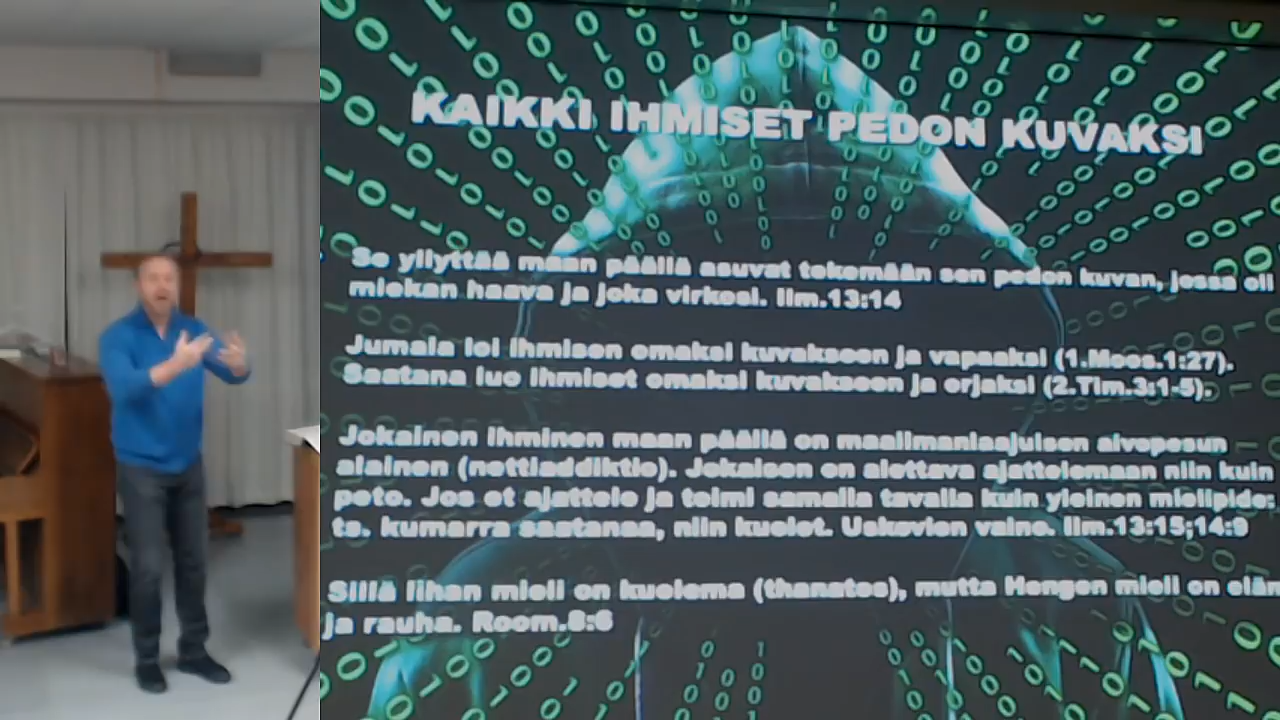 KAIKKI IHMISET PEDON KUVAKSI
Se yllyttää maan päällä asuvat tekemään sen pedon kuvan, jossa oli
miekan haava ja joka virkosi. Ilm.13:14
Jumala loi ihmisen omaksi kuvakseen ja vapaaksi (1.Moos.1:27).
Saatana luo ihmiset omaksi kuvakseen ja orjaksi (2.Tim.3:1-5).
Jokainen ihminen maan päällä on maailmanlaajuisen aivopesun
alainen (nettiaddiktio). Jokaisen on alettava ajattelemaan niin kuin
peto. Jos et ajattele ja toimi samalla tavalla kuin yleinen mielipide:
ts. kumarra saatanaa, niin kuolet. Uskovien vaino. Ilm.13:15;14:9
Sillä lihan mieli on kuolema (thanatos), mutta Hengen mieli on eläm
ja rauha. Room.8:6